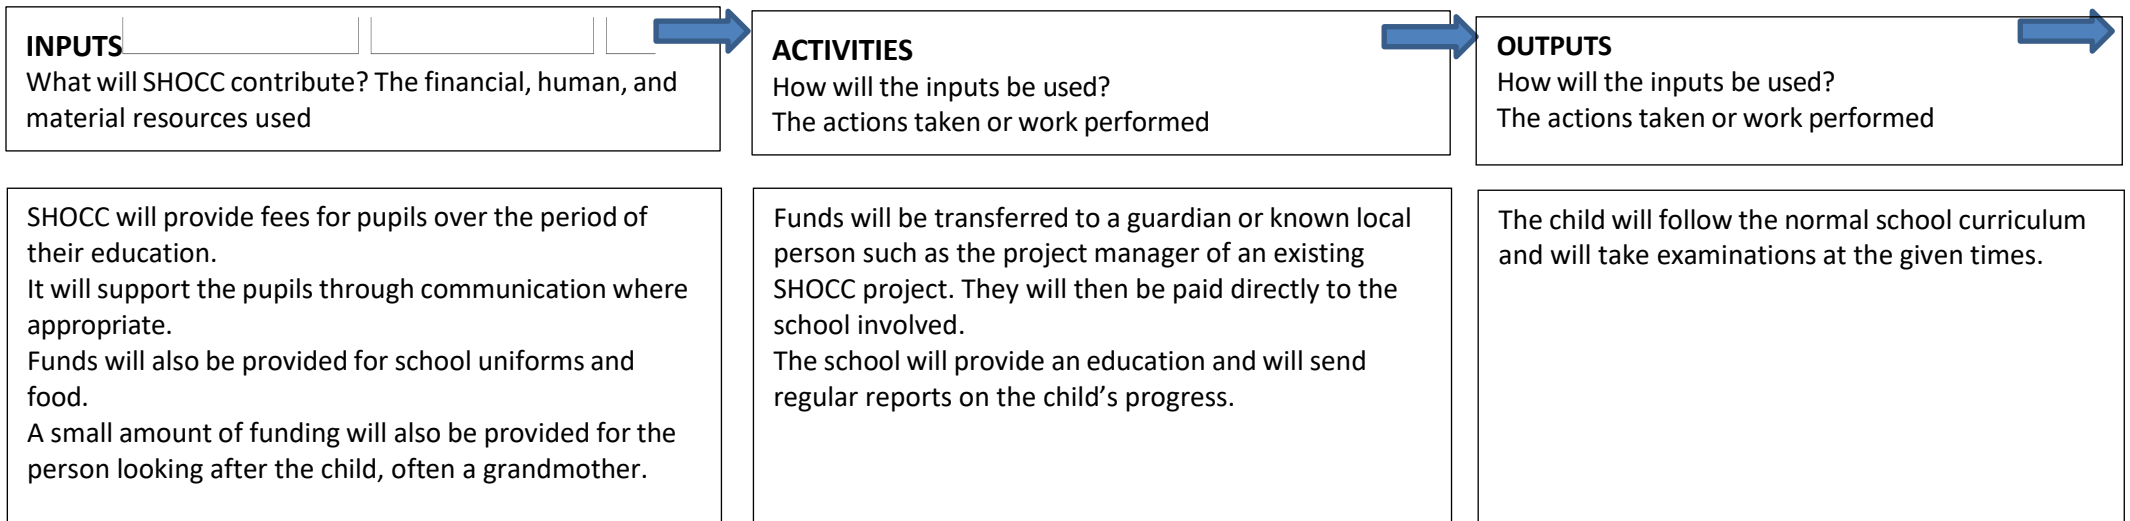 INPUTS
What will SHOCC contribute? The financial, human, and
material resources used
ACTIVITIES
How will the inputs be used?
The actions taken or work performed
OUTPUTS
How will the inputs be used?
The actions taken or work performed
SHOCC will provide fees for pupils over the period of
their education.
It will support the pupils through communication where
appropriate.
Funds will also be provided for school uniforms and
food.
A small amount of funding will also be provided for the
person looking after the child, often a grandmother.
Funds will be transferred to a guardian or known local
person such as the project manager of an existing
SHOCC project. They will then be paid directly to the
school involved.
The school will provide an education and will send
regular reports on the child’s progress.
The child will follow the normal school curriculum
and will take examinations at the given times.